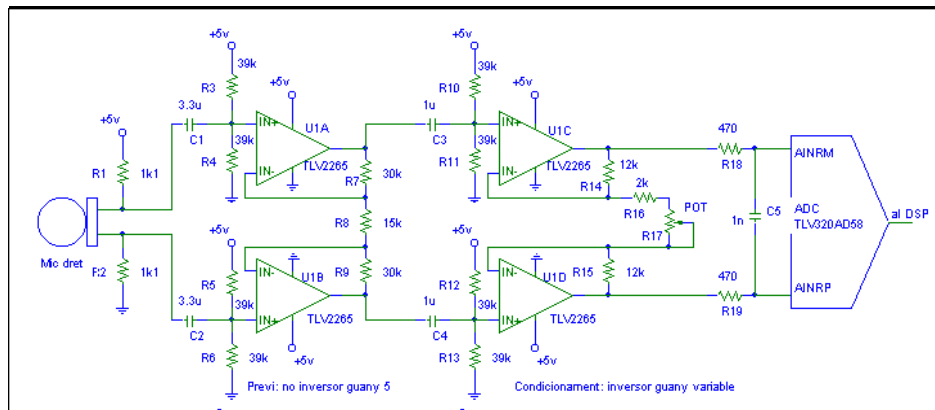 +5v
39k
R3
+5v
3.3u
C1
IN+
U1A
39k
R4
IN-
TLV2265
R7
30k
+5v
R1
1k1
R8
15k
Mic dret
R2
1k1
+5v
R5
39k
IN-
U1B
R9
30k
3.3u
C2
IN+
TLV2265
R6
39k
+5v
+5v
39k
R10
+5v
1u
C3
IN+
U1C
39k
R11
IN-
TLV2265
12k
R14
2k
R16
POT
R17
+5v
R12
39k
IN-
U1D
R15
12k
1u
C4
IN+
TLV2265
R13
39k
+5v
470
R18
AINRM
C5
1n
ADC
TLV320AD58
al DSP
470
R19
AINRP
Previ: no inversor guany 5
Condicionament: inversor guany variable